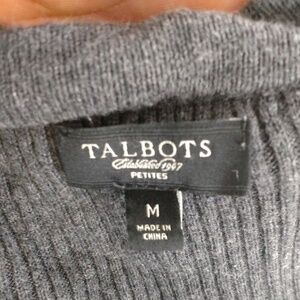 TALBOTS
Established 1947
PETITES
M
MADE IN
CHINA